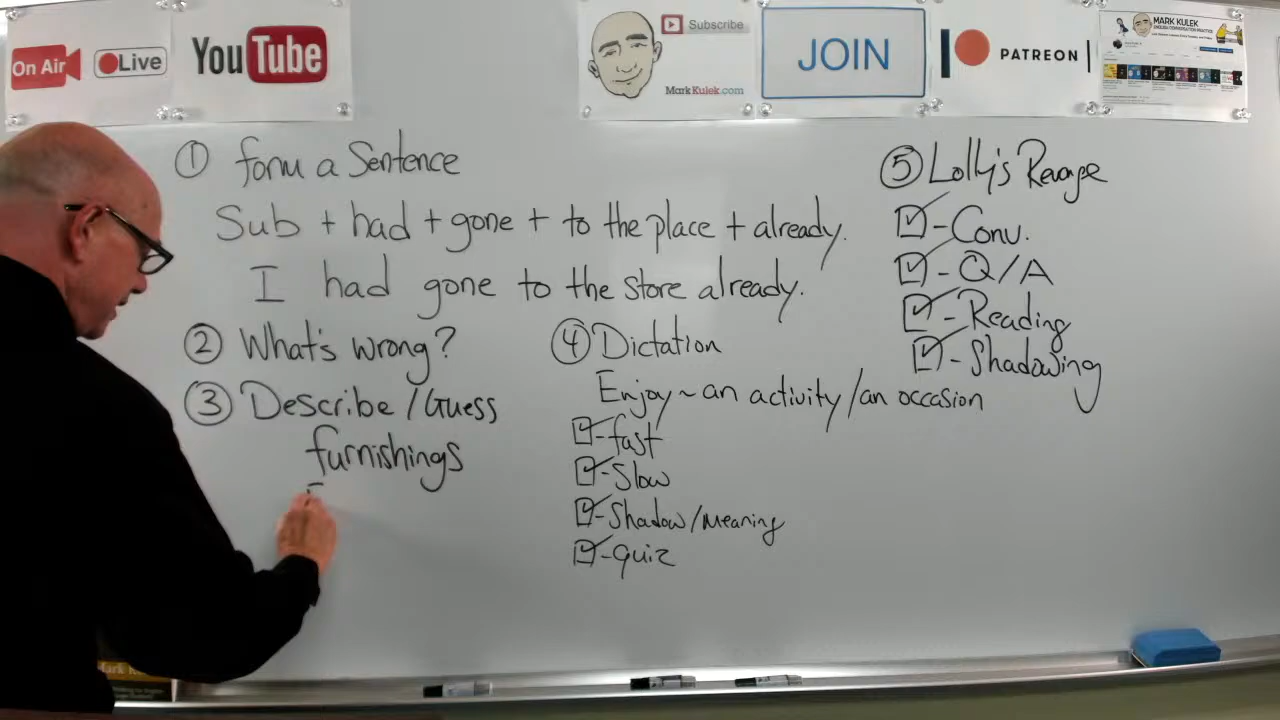 On Air
Live
YouTube
Subscribe
MarkKulek.com
JOIN
PATREON
MARK KULEK
① form a Sentence
Sub + had + gone + to the place + already.
I had gone to the store already.
② What's wrong?
③ Describe / Guess
furnishings
④ Dictation
Enjoy ~ an activity / an occasion
- fast
- Slow
- Shadow / Meaning
- quiz
⑤ Lolly's Revage
- Conv.
- Q/A
- Reading
- Shadowing